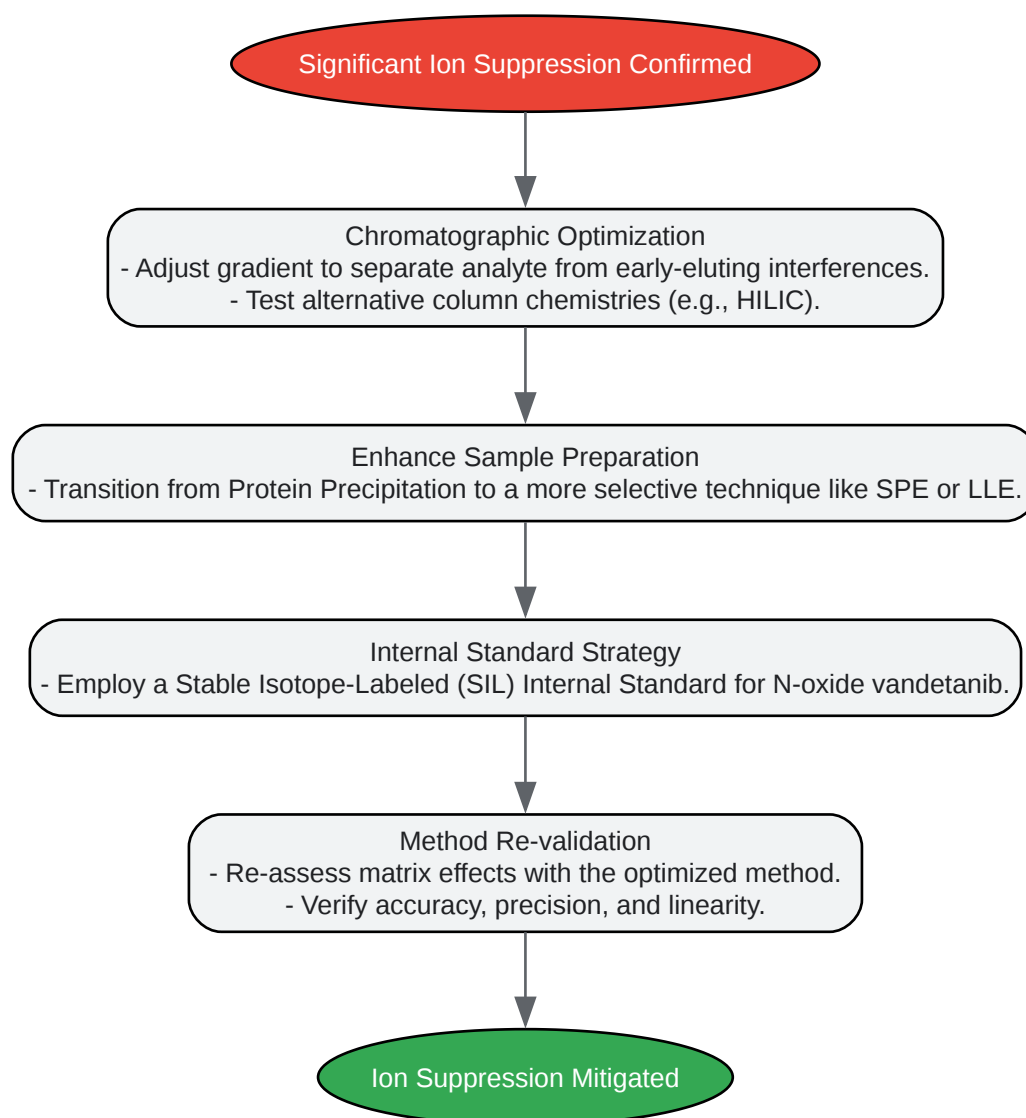 Significant Ion Suppression Confirmed
Chromatographic Optimization
- Adjust gradient to separate analyte from early-eluting interferences.
- Test alternative column chemistries (e.g., HILIC).
Enhance Sample Preparation
- Transition from Protein Precipitation to a more selective technique like SPE or LLE.
Internal Standard Strategy
- Employ a Stable Isotope-Labeled (SIL) Internal Standard for N-oxide vandetanib.
Method Re-validation
- Re-assess matrix effects with the optimized method.
- Verify accuracy, precision, and linearity.
Ion Suppression Mitigated